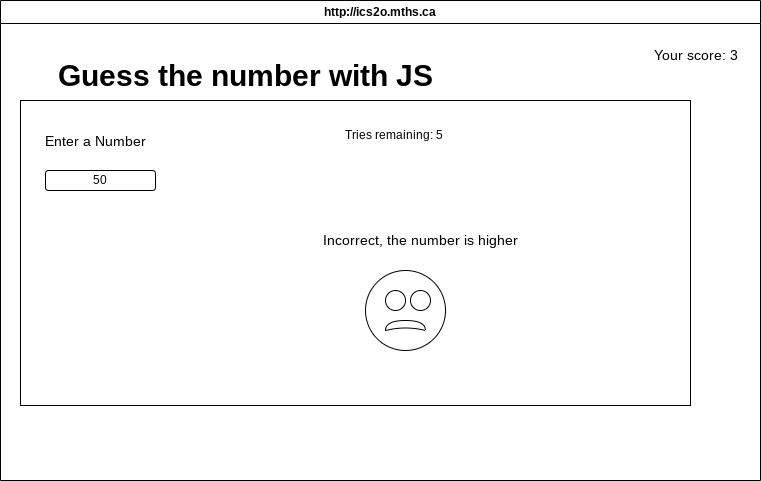 http://ics2o.mths.ca
Your score: 3
Guess the number with JS
Enter a Number
Tries remaining: 5
50
Incorrect, the number is higher